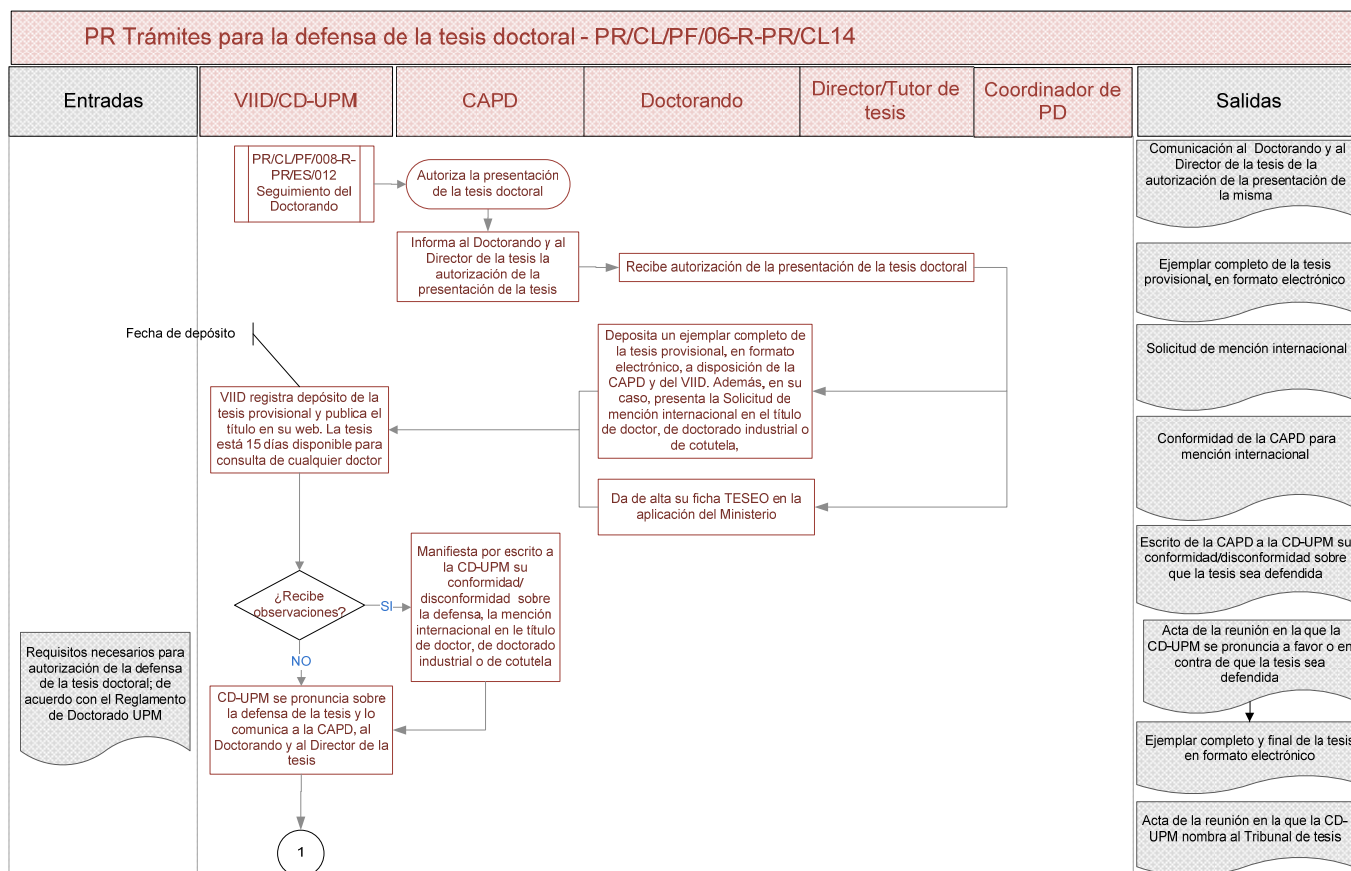 PR Trámites para la defensa de la tesis doctoral - PR/CL/PF/06-R-PR/CL14
Entradas
VIID/CD-UPM
CAPD
Doctorando
Director/Tutor de
tesis
Coordinador de
PD
Salidas
PR/CL/PF/008-R-
PR/ES/012
Seguimiento del
Doctorando
Autoriza la presentación
de la tesis doctoral
Informa al Doctorando y al
Director de la tesis la
autorización de la
presentación de la tesis
Recibe autorización de la presentación de la tesis doctoral
Fecha de depósito
Deposita un ejemplar completo de
la tesis provisional, en formato
electrónico, a disposición de la
CAPD y del VIID. Además, en su
caso, presenta la Solicitud de
mención internacional en el título
de doctor, de doctorado industrial o
de cotutela,
VIID registra depósito de la
tesis provisional y publica el
título en su web. La tesis
está 15 días disponible para
consulta de cualquier doctor
Da de alta su ficha TESEO en la
aplicación del Ministerio
¿Recibe
observaciones?
SI
NO
Manifiesta por escrito a
la CD-UPM su
conformidad/
disconformidad sobre
la defensa, la mención
internacional en le título
de doctor, de doctorado
industrial o de cotutela
CD-UPM se pronuncia sobre
la defensa de la tesis y lo
comunica a la CAPD, al
Doctorando y al Director de la
tesis
1
Requisitos necesarios para
autorización de la defensa
de la tesis doctoral; de
acuerdo con el Reglamento
de Doctorado UPM
Comunicación al Doctorando y al
Director de la tesis de la
autorización de la presentación de
la misma
Ejemplar completo de la tesis
provisional, en formato electrónico
Solicitud de mención internacional
Conformidad de la CAPD para
mención internacional
Escrito de la CAPD a la CD-UPM su
conformidad/disconformidad sobre
que la tesis sea defendida
Acta de la reunión en la que la
CD-UPM se pronuncia a favor o en
contra de que la tesis sea
defendida
Ejemplar completo y final de la tesis
en formato electrónico
Acta de la reunión en la que la CD-
UPM nombra al Tribunal de tesis